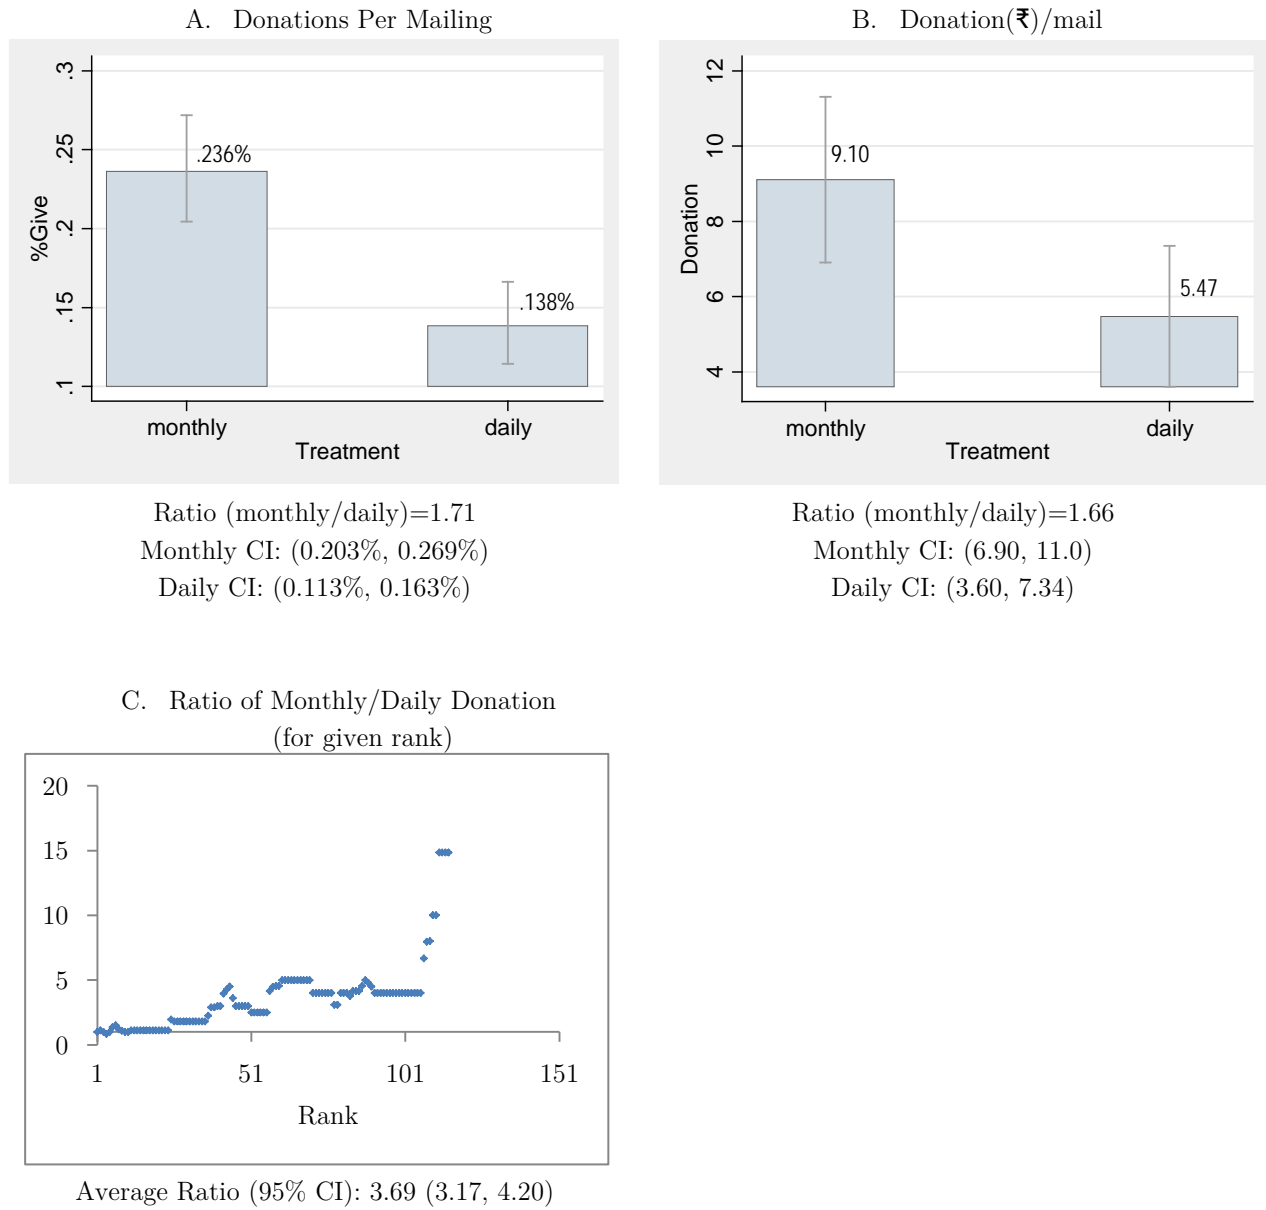 A. Donations Per Mailing
.3
.25
.2
.15
.1
%Give
.236%
.138%
monthly
daily
Treatment
Ratio (monthly/daily)=1.71
Monthly CI: (0.203%, 0.269%)
Daily CI: (0.113%, 0.163%)
B. Donation(₹)/mail
12
10
8
6
4
Donation
9.10
5.47
monthly
daily
Treatment
Ratio (monthly/daily)=1.66
Monthly CI: (6.90, 11.0)
Daily CI: (3.60, 7.34)
C. Ratio of Monthly/Daily Donation
(for given rank)
20
15
10
5
0
1
51
101
151
Rank
Average Ratio (95% CI): 3.69 (3.17, 4.20)